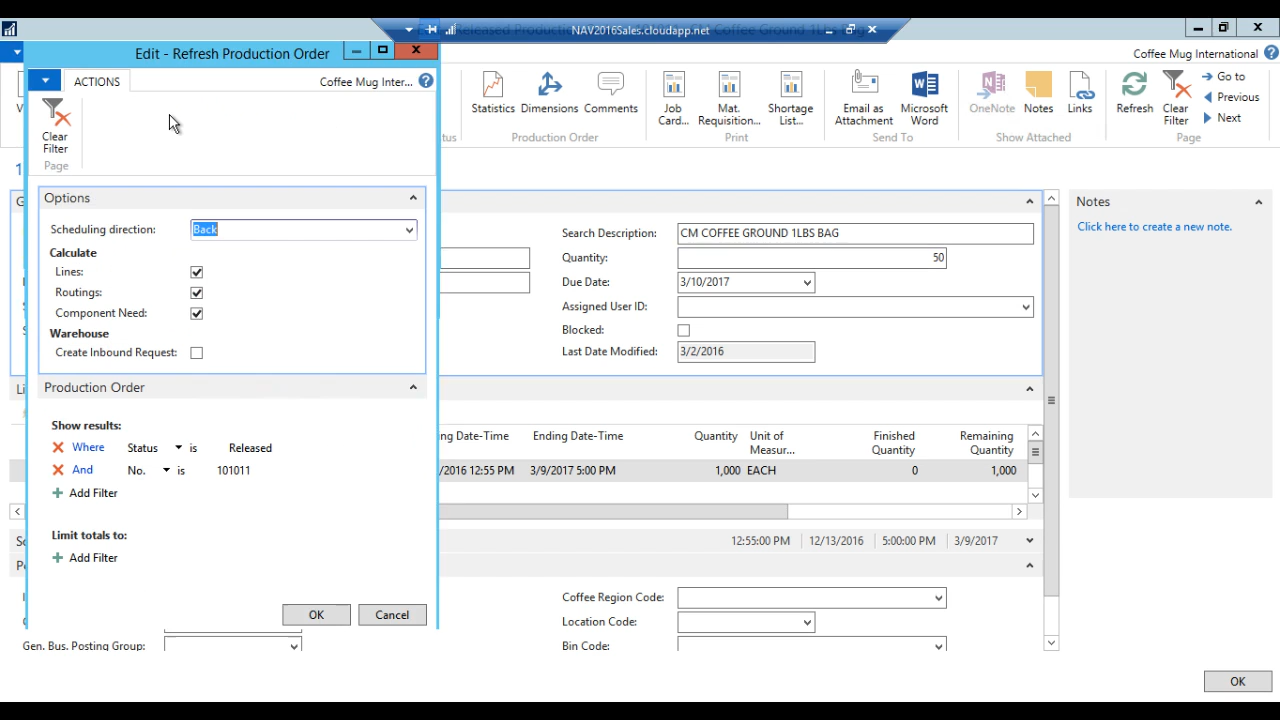 NAV2016Sales.cloudapp.net
Edit - Refresh Production Order
Coffee Mug International
ACTIONS
Coffee Mug Inter...
Clear
Filter
Page
Statistics
Dimensions
Comments
Production Order
Job
Card...
Mat.
Requisition...
Shortage
List...
Print
Email as
Attachment
Microsoft
Word
Send To
OneNote
Notes
Links
Show Attached
Refresh
Clear
Filter
Go to
Previous
Next
Page
Options
Scheduling direction:
Back
Calculate
Lines:
Routings:
Component Need:
Warehouse
Create Inbound Request:
Production Order
Show results:
Where Status is Released
And No. is 101011
Add Filter
Limit totals to:
Add Filter
OK
Cancel
Search Description:
CM COFFEE GROUND 1LBS BAG
Quantity:
50
Due Date:
3/10/2017
Assigned User ID:
Blocked:
Last Date Modified:
3/2/2016
Notes
Click here to create a new note.
Date-Time
Ending Date-Time
Quantity
Unit of
Measur...
Finished
Quantity
Remaining
Quantity
/2016 12:55 PM
3/9/2017 5:00 PM
1,000
EACH
0
1,000
12:55:00 PM
12/13/2016
5:00:00 PM
3/9/2017
Coffee Region Code:
Location Code:
Gen. Bus. Posting Group:
Bin Code:
OK